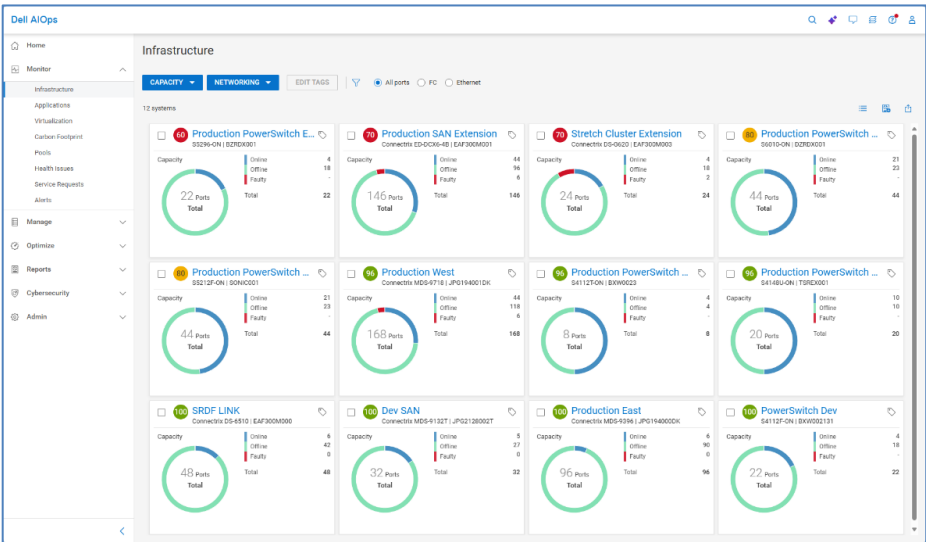 Dell AIOps
Home
Monitor
Infrastructure
Applications
Virtualization
Carbon Footprint
Pools
Health Issues
Service Requests
Alerts
Manage
Optimize
Reports
Cybersecurity
Admin
Infrastructure
CAPACITY NETWORKING EDIT TAGS All ports FC Ethernet
12 systems
60 Production PowerSwitch E...
S5296-ON | BZRDX001
Capacity
Online 4
Offline 18
Faulty -
Total 22
22 Ports
Total
70 Production SAN Extension
Connectrix ED-DCX6-4B | EAF300M001
Capacity
Online 44
Offline 96
Faulty 6
Total 146
146 Ports
Total
70 Stretch Cluster Extension
Connectrix DS-G620 | EAF300M003
Capacity
Online 4
Offline 18
Faulty 2
Total 24
24 Ports
Total
80 Production PowerSwitch ...
S6010-ON | DZRDX001
Capacity
Online 21
Offline 23
Faulty -
Total 44
44 Ports
Total
80 Production PowerSwitch ...
S5212F-ON | SONIC001
Capacity
Online 21
Offline 23
Faulty -
Total 44
44 Ports
Total
96 Production West
Connectrix MDS-9718 | JPG194001DK
Capacity
Online 44
Offline 118
Faulty 6
Total 168
168 Ports
Total
96 Production PowerSwitch ...
S4112T-ON | BXW0023
Capacity
Online 4
Offline 4
Faulty -
Total 8
8 Ports
Total
96 Production PowerSwitch ...
S4148U-ON | TSREX001
Capacity
Online 10
Offline 10
Faulty -
Total 20
20 Ports
Total
100 SRDF LINK
Connectrix DS-6510 | EAF300M000
Capacity
Online 6
Offline 42
Faulty 0
Total 48
48 Ports
Total
100 Dev SAN
Connectrix MDS-9132T | JPG2126002T
Capacity
Online 5
Offline 27
Faulty 0
Total 32
32 Ports
Total
100 Production East
Connectrix MDS-9396 | JPG194000DK
Capacity
Online 6
Offline 90
Faulty 0
Total 96
96 Ports
Total
100 PowerSwitch Dev
S4112F-ON | BXW002131
Capacity
Online 4
Offline 18
Faulty -
Total 22
22 Ports
Total